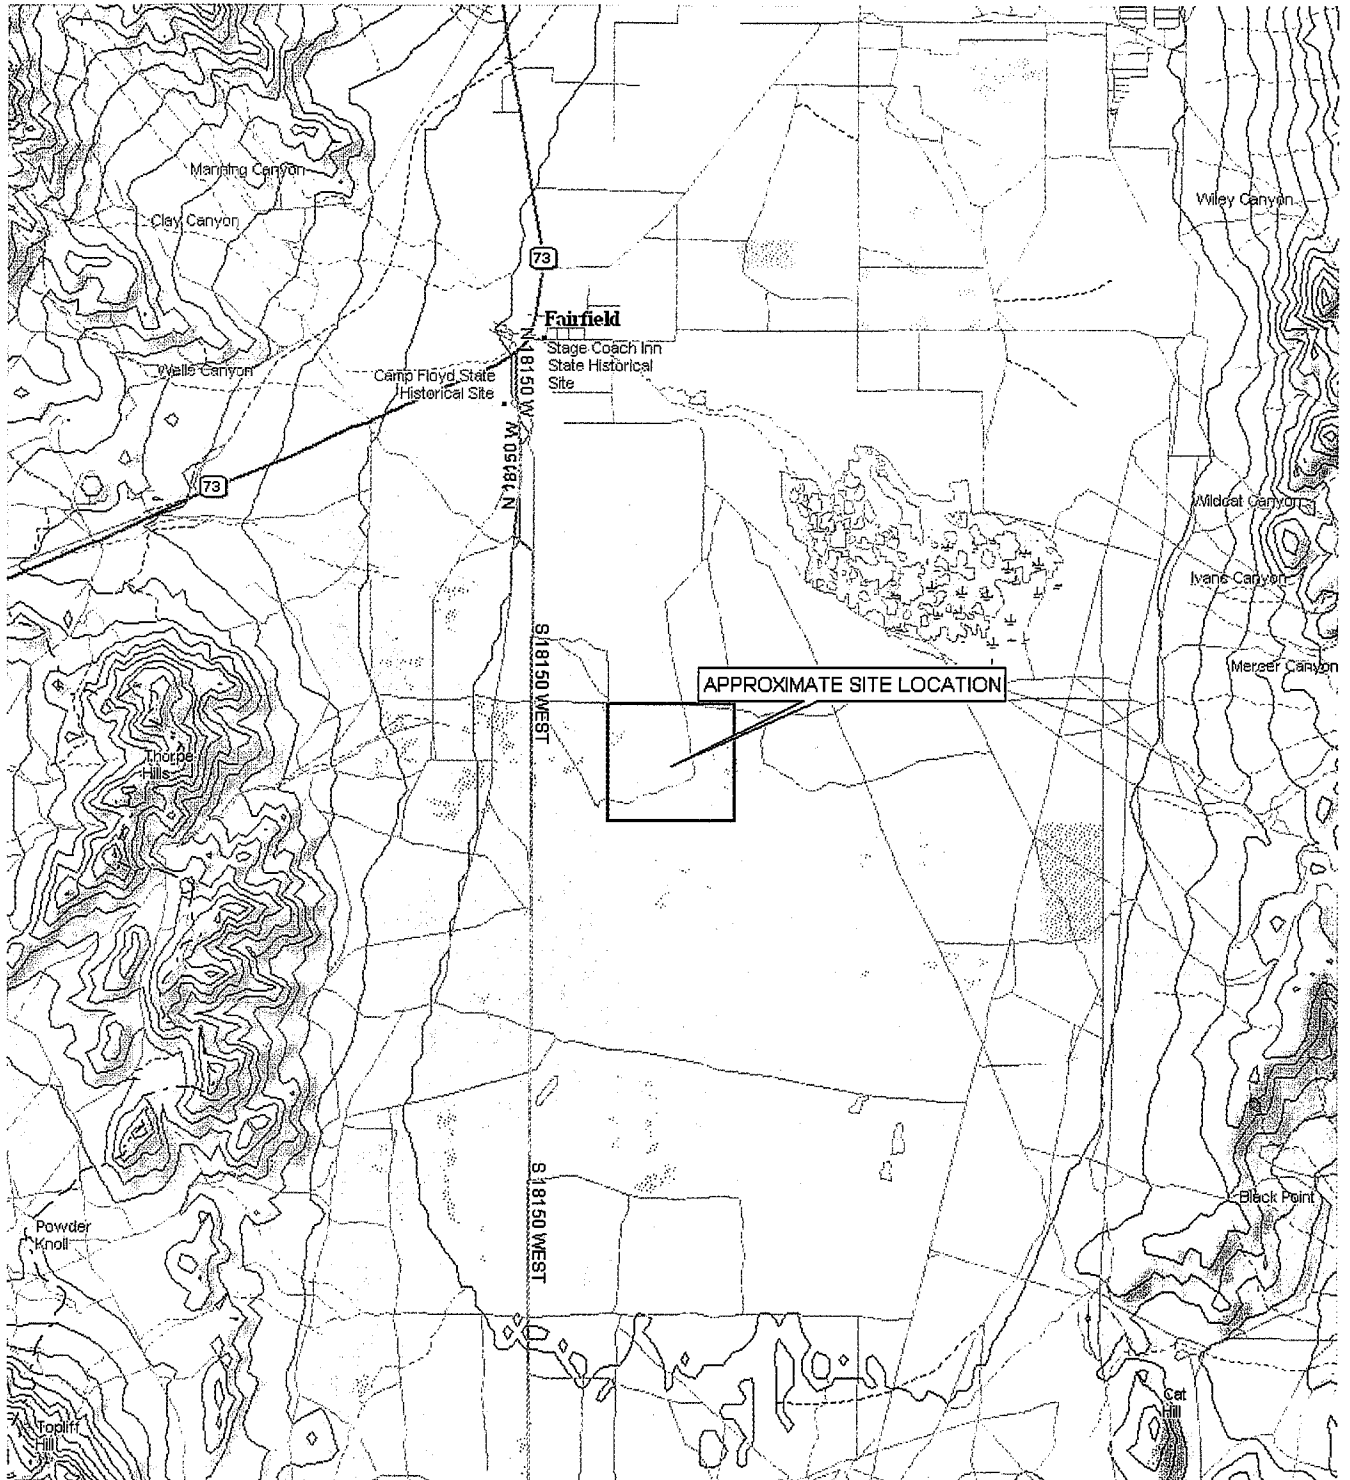 Manning Canyon
Clay Canyon
Wiley Canyon
73
Fairfield
Stage Coach Inn
State Historical
Site
Wells Canyon
Camp Floyd State
Historical Site
N 18150 W
N 18150 W
73
Wildcat Canyon
Ivans Canyon
S 18150 WEST
Mercer Canyon
APPROXIMATE SITE LOCATION
Thorpe
Hills
S 18150 WEST
Black Point
Powder
Knoll
Cat
Hill
Topliff
Hill